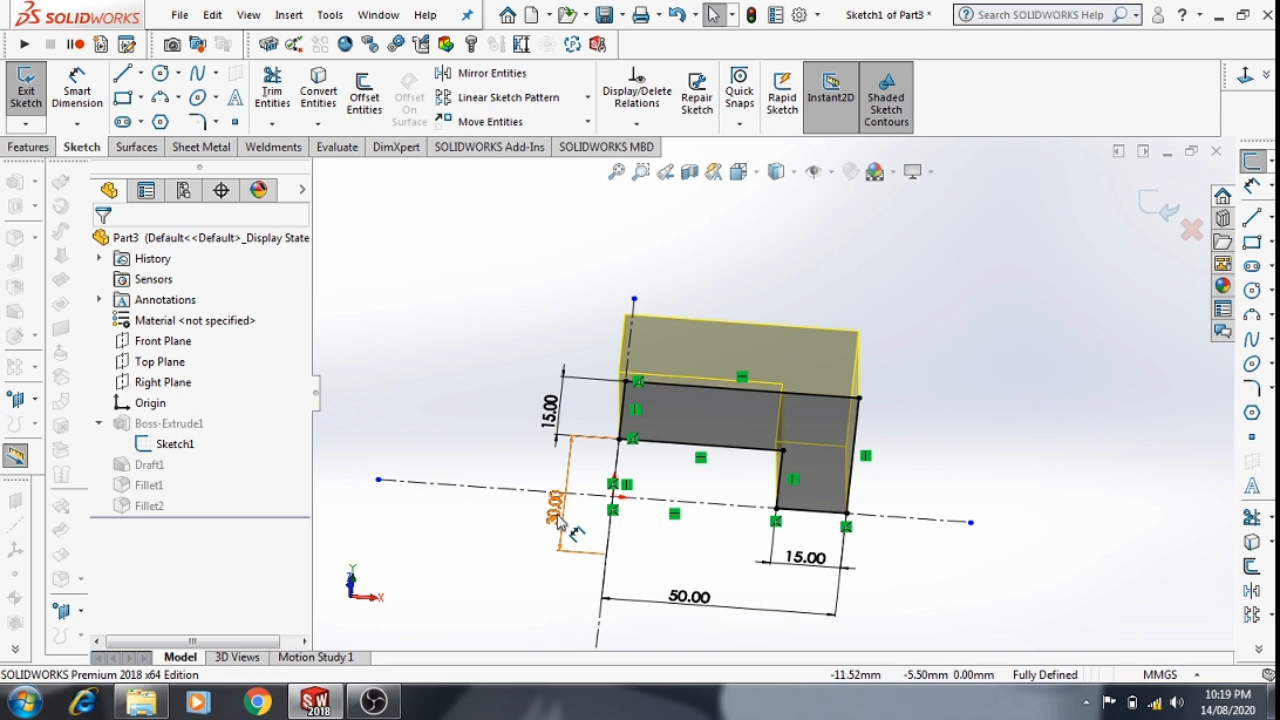 DS SOLIDWORKS File Edit View Insert Tools Window Help Sketch1 of Part3 * Search SOLIDWORKS Help ?
Exit Sketch
Smart Dimension
Trim Entities
Convert Entities
Offset Entities
Offset On Surface
Mirror Entities
Linear Sketch Pattern
Move Entities
Display/Delete Relations
Repair Sketch
Quick Snaps
Rapid Sketch
Instant2D
Shaded Sketch Contours
Features Sketch Surfaces Sheet Metal Weldments Evaluate DimXpert SOLIDWORKS Add-Ins SOLIDWORKS MBD
Part3 (Default<<Default>_Display State
History
Sensors
Annotations
Material <not specified>
Front Plane
Top Plane
Right Plane
Origin
Boss-Extrude1
Sketch1
Draft1
Fillet1
Fillet2
15.00
30.00
15.00
50.00
Y
X
Model 3D Views Motion Study 1
SOLIDWORKS Premium 2018 x64 Edition -11.52mm -5.50mm 0.00mm Fully Defined MMGS
SW 2018
10:19 PM
14/08/2020